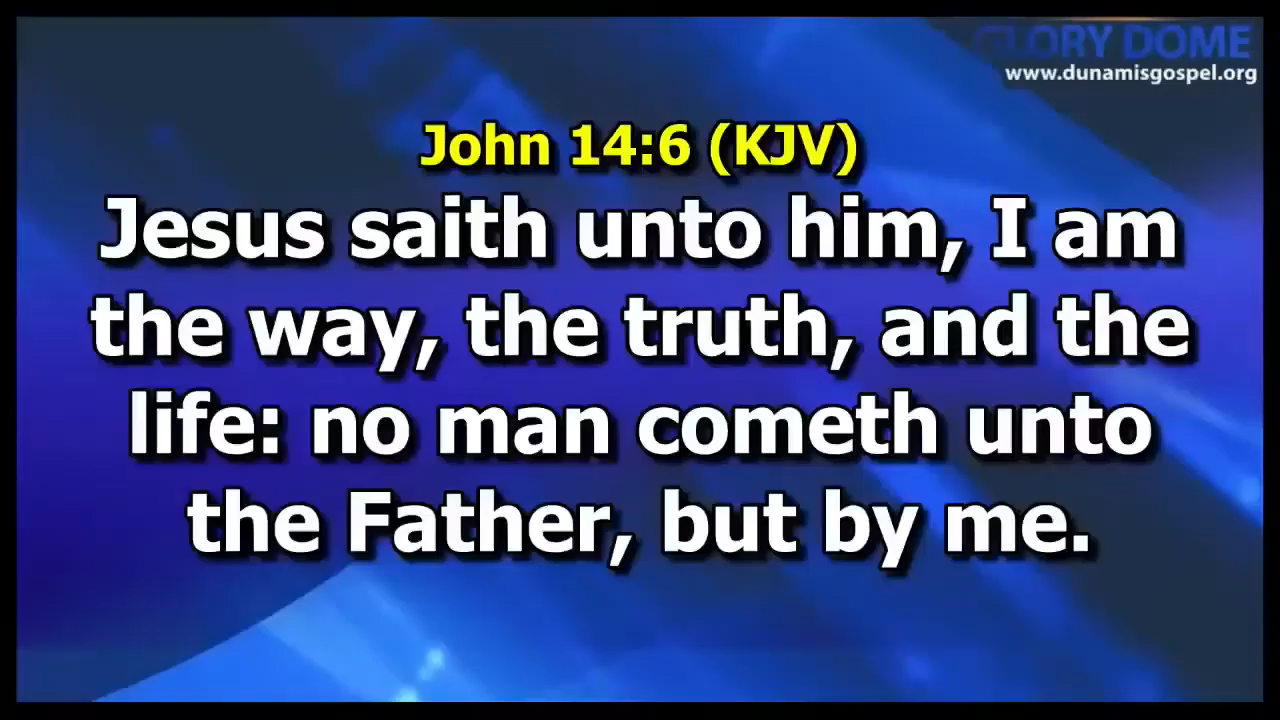 GLORY DOME
www.dunamisgospel.org
John 14:6 (KJV)
Jesus saith unto him, I am
the way, the truth, and the
life: no man cometh unto
the Father, but by me.